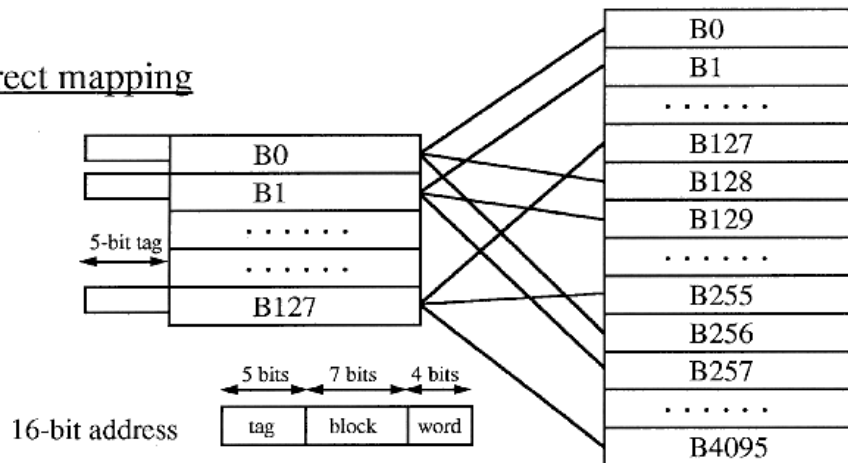 rect mapping
B0
B1
. . . . . .
. . . . . .
B127
5-bit tag
5 bits 7 bits 4 bits
16-bit address
tag block word
B0
B1
. . . . . .
B127
B128
B129
. . . . . .
B255
B256
B257
. . . . . .
B4095